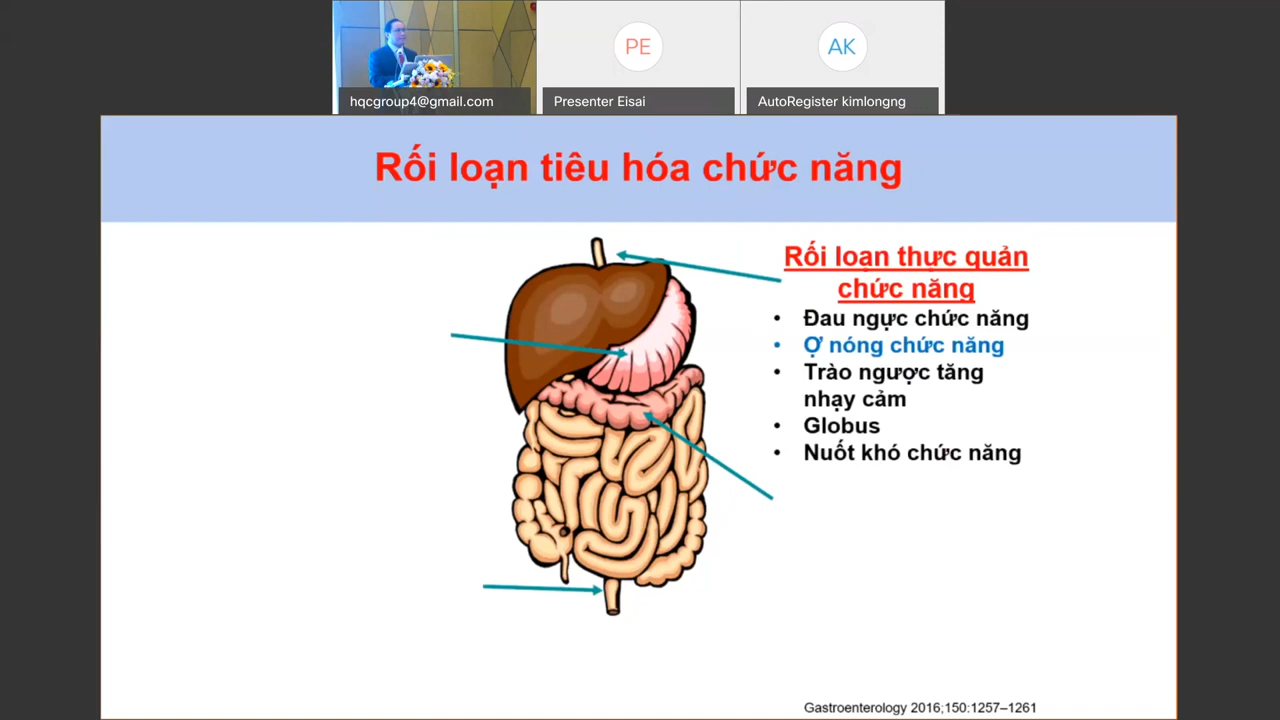 hqcgroup4@gmail.com
PE
Presenter Eisai
AK
AutoRegister kimlongng
Rối loạn tiêu hóa chức năng
Rối loạn thực quản
chức năng
• Đau ngực chức năng
• Ợ nóng chức năng
• Trào ngược tăng
nhạy cảm
• Globus
• Nuốt khó chức năng
Gastroenterology 2016;150:1257–1261